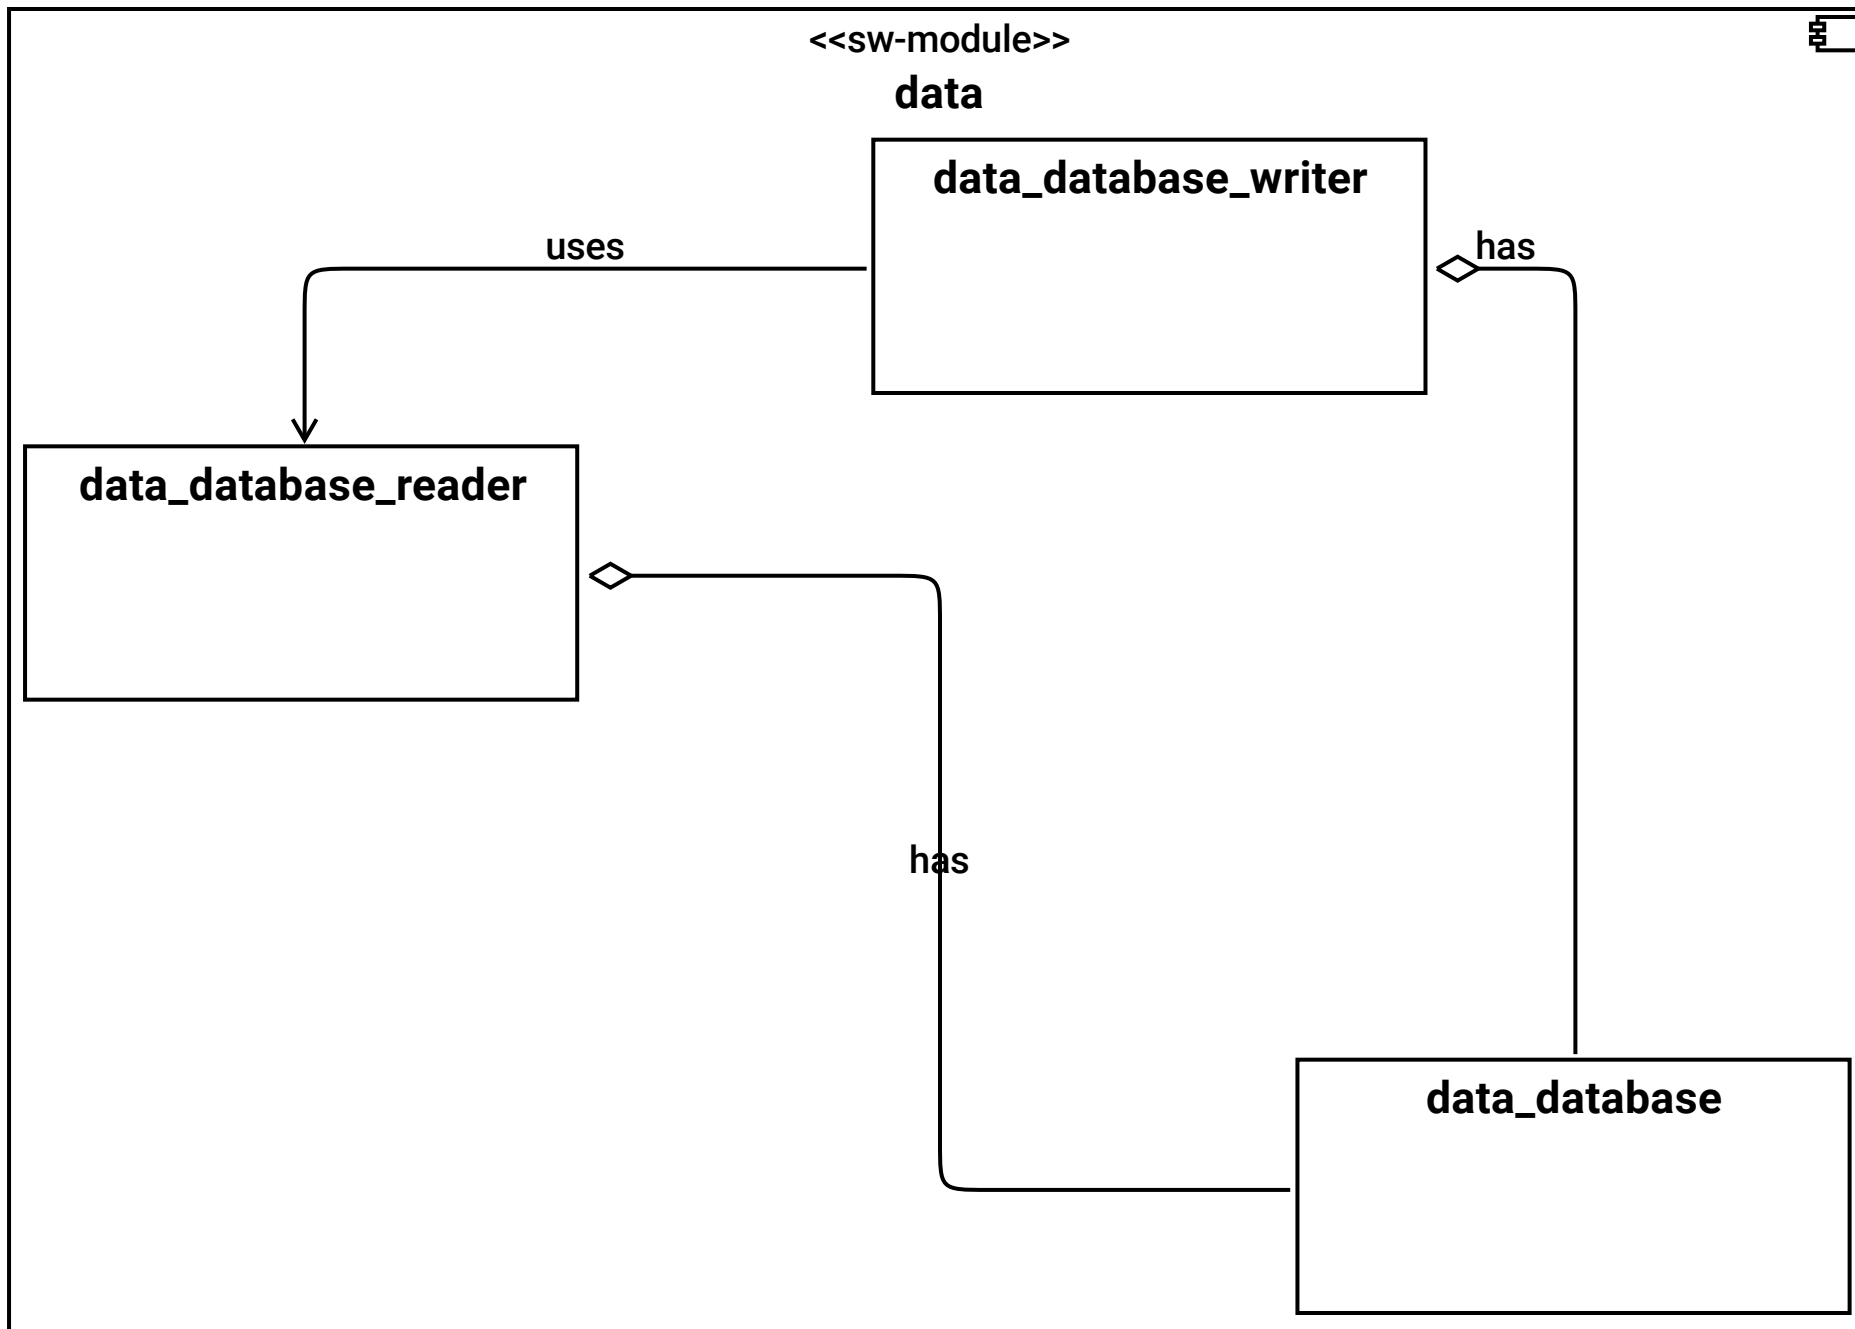 <<sw-module>>
data
data_database_writer
uses
has
data_database_reader
has
data_database